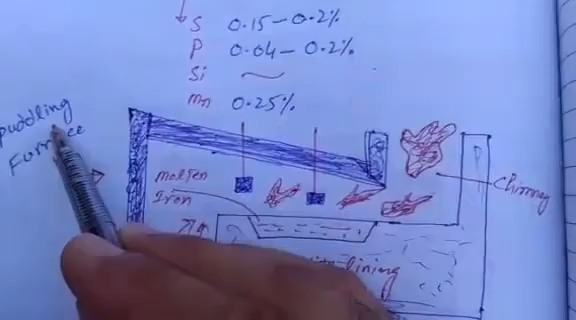 S 0.15 - 0.2%
P 0.04 - 0.2%
Si ~
Mn 0.25%
puddling
Furnace
molten
Iron
Chimney
lining